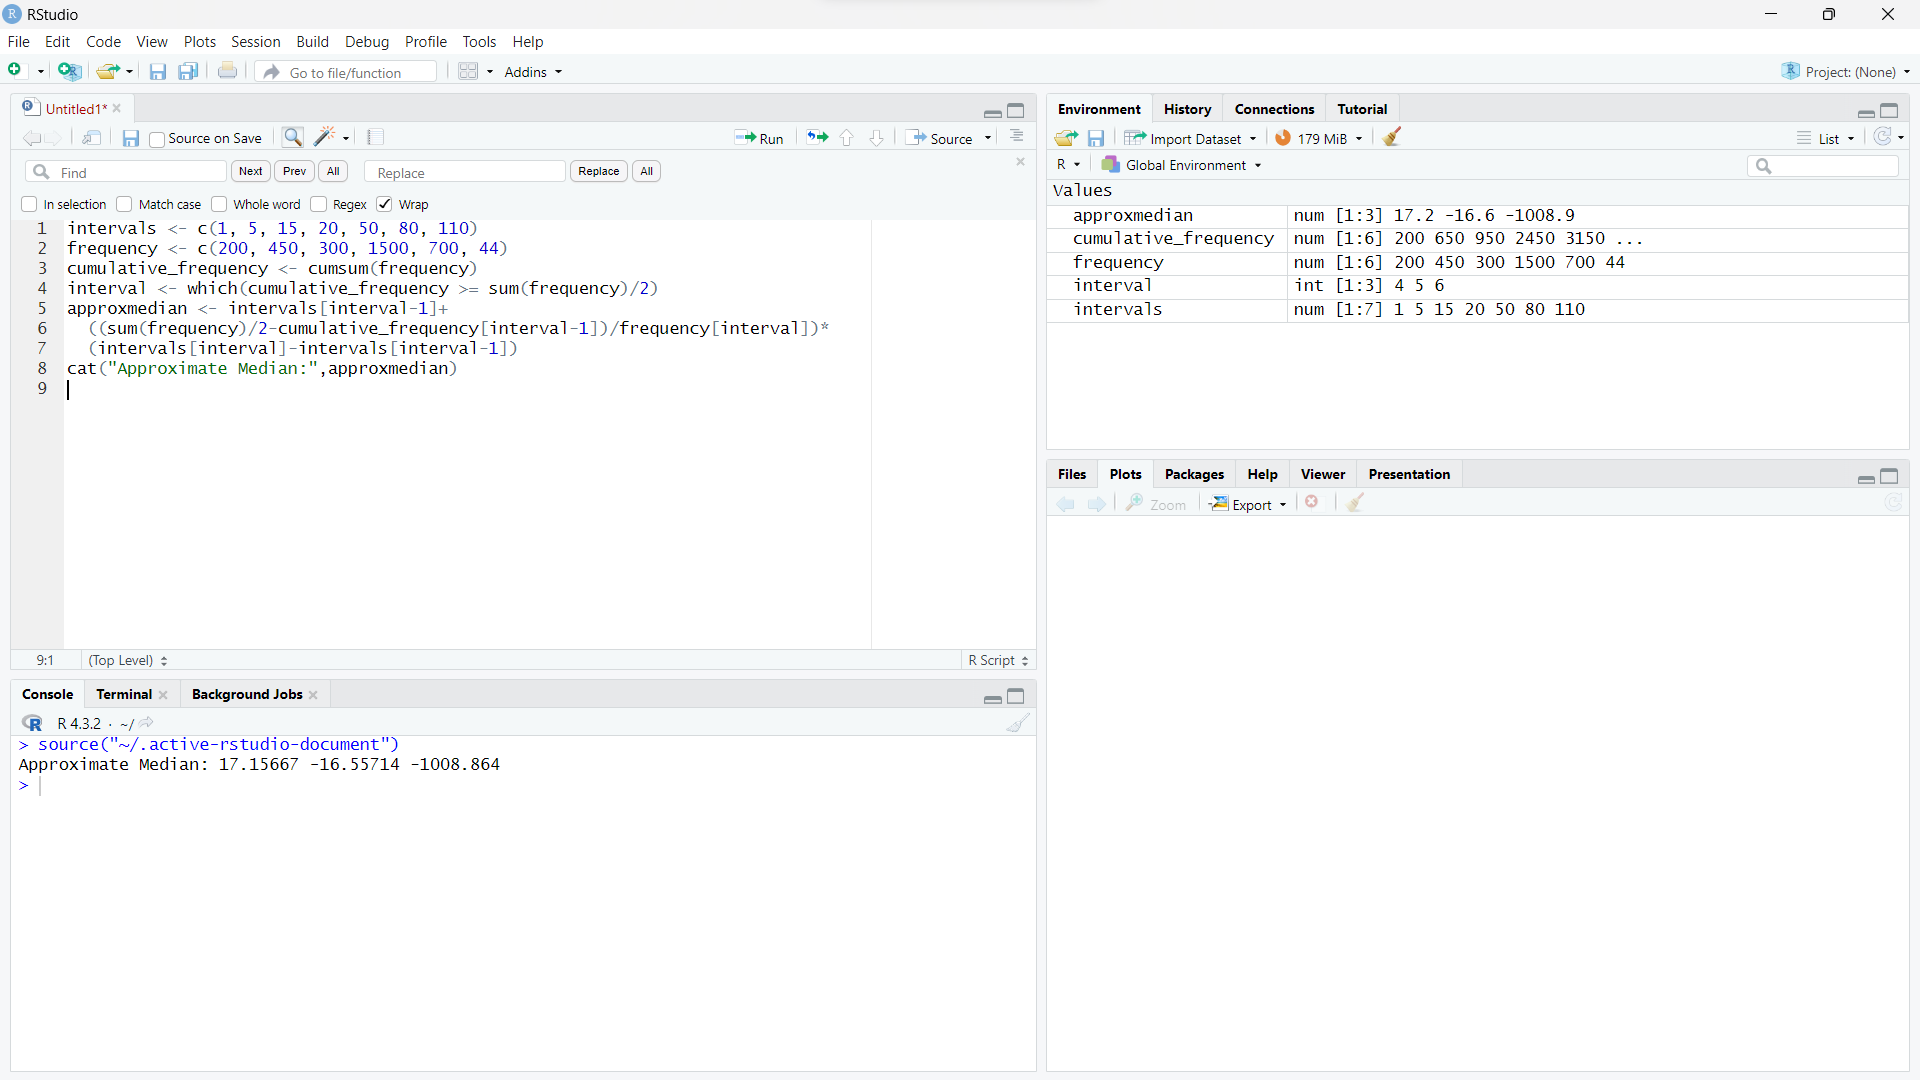 RStudio
File Edit Code View Plots Session Build Debug Profile Tools Help
Go to file/function Addins Project: (None)
Untitled1*
Source on Save Run Source
Find Next Prev All Replace Replace All
In selection Match case Whole word Regex Wrap
1 intervals <- c(1, 5, 15, 20, 50, 80, 110)
2 frequency <- c(200, 450, 300, 1500, 700, 44)
3 cumulative_frequency <- cumsum(frequency)
4 interval <- which(cumulative_frequency >= sum(frequency)/2)
5 approxmedian <- intervals[interval-1]+
6 ((sum(frequency)/2-cumulative_frequency[interval-1])/frequency[interval])*
7 (intervals[interval]-intervals[interval-1])
8 cat("Approximate Median:",approxmedian)
9
9:1 (Top Level) R Script
Console Terminal Background Jobs
R 4.3.2 · ~/
> source("~/.active-rstudio-document")
Approximate Median: 17.15667 -16.55714 -1008.864
>
Environment History Connections Tutorial
Import Dataset 179 MiB List
R Global Environment
Values
approxmedian num [1:3] 17.2 -16.6 -1008.9
cumulative_frequency num [1:6] 200 650 950 2450 3150 ...
frequency num [1:6] 200 450 300 1500 700 44
interval int [1:3] 4 5 6
intervals num [1:7] 1 5 15 20 50 80 110
Files Plots Packages Help Viewer Presentation
Zoom Export